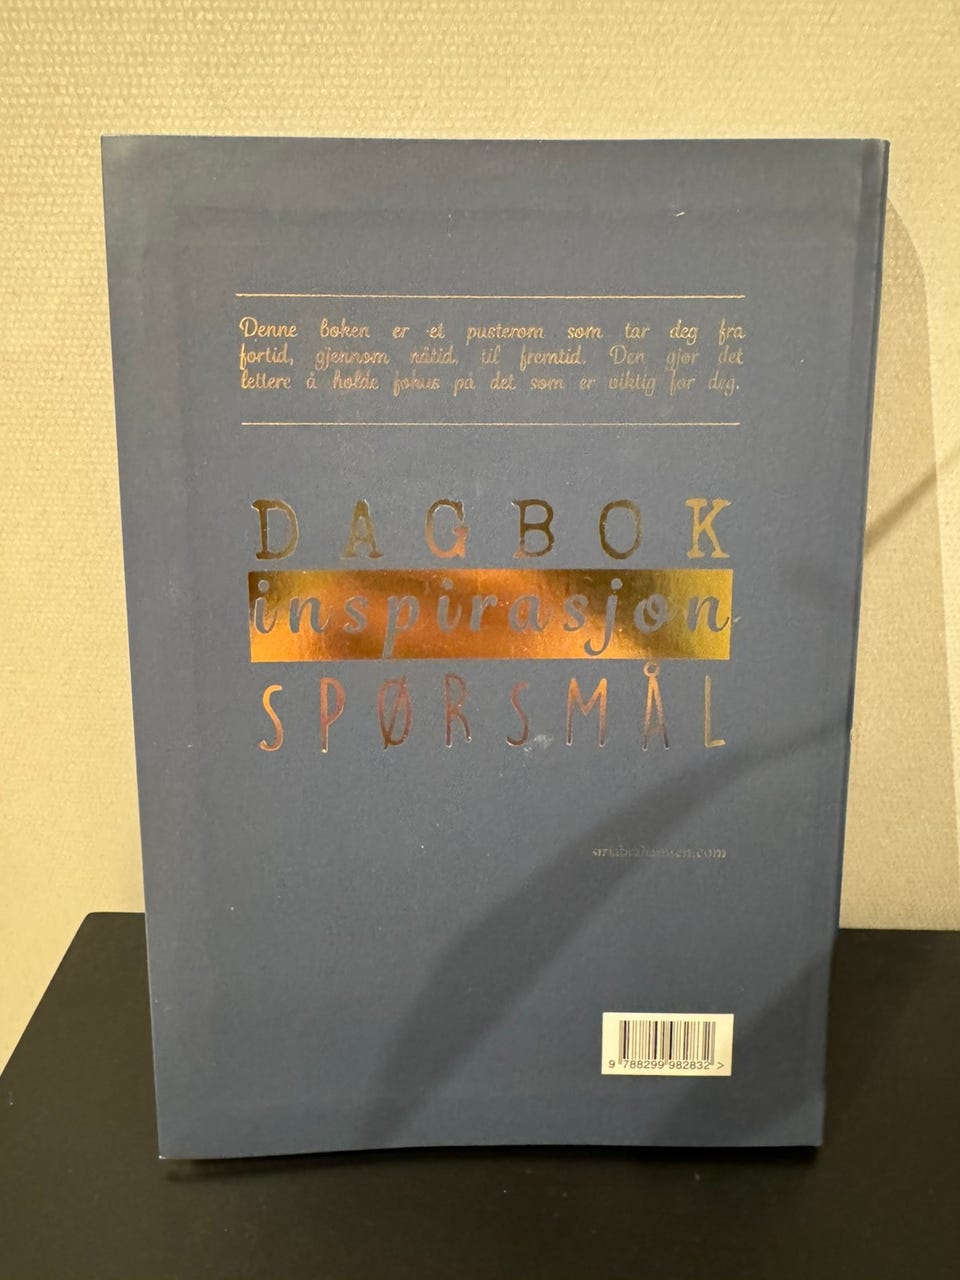 Denne boken er et pusterom som tar deg fra
fortid, gjennom nåtid, til fremtid. Den gjør det
lettere å holde fokus på det som er viktig for deg.
DAGBOK
inspirasjon
SPØRSMÅL
9 788299 982832 >